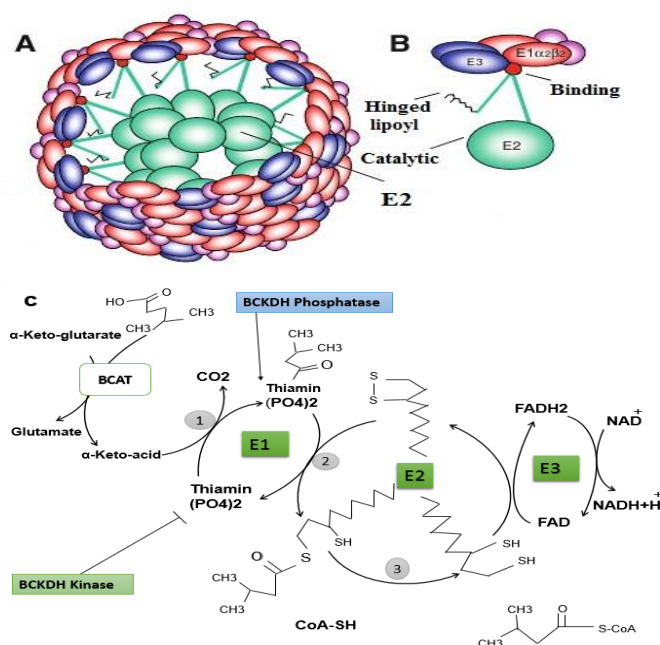 A
E2
B
E3
E1α2β2
Binding
Hinged
lipoyl
Catalytic
E2
c
HO
O
CH3
CH3
α-Keto-glutarate
BCAT
Glutamate
α-Keto-acid
1
CO2
BCKDH Phosphatase
CH3
CH3
O
Thiamin
(PO4)2
E1
2
Thiamin
(PO4)2
BCKDH Kinase
S
S
E2
SH
S
O
CH3
CH3
3
CoA-SH
SH
SH
FADH2
E3
FAD
NAD+
NADH+H+
CH3
O
S-CoA
CH3